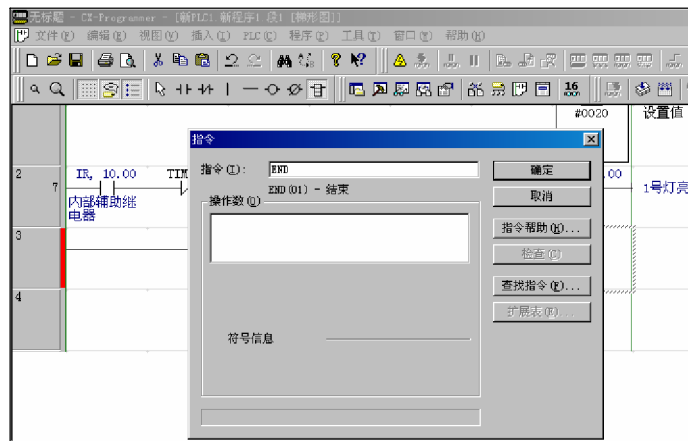 无标题 - CX-Programmer - [新PLC1.新程序1.段1 [梯形图]]
文件(F) 编辑(E) 视图(V) 插入(I) PLC(C) 程序(P) 工具(T) 窗口(W) 帮助(H)
16
#0020 设置值
2 IR, 10.00 TIM .00
7 1号灯亮
内部辅助继
电器
3
4
指令
指令(I): END
END(01) - 结束
操作数(O)
符号信息
确定
取消
指令帮助(H)...
检查(C)
查找指令(F)...
扩展表(E)...